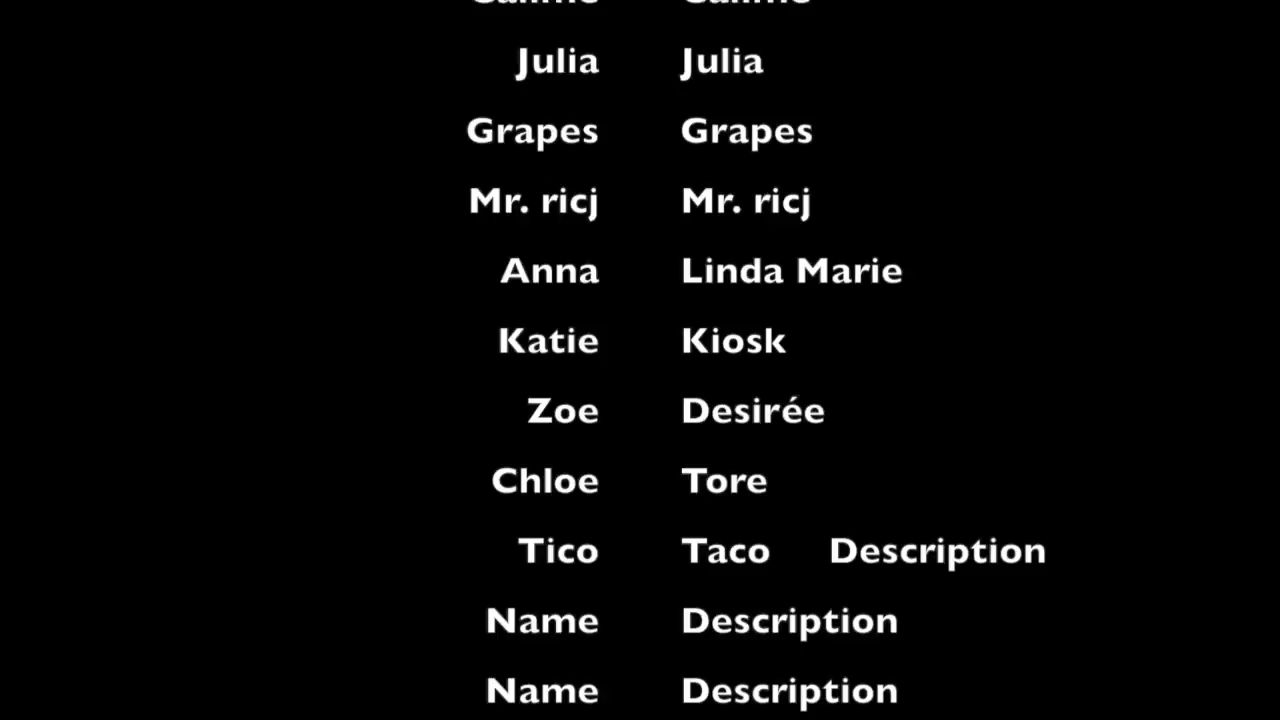 Julia Julia
Grapes Grapes
Mr. ricj Mr. ricj
Anna Linda Marie
Katie Kiosk
Zoe Desirée
Chloe Tore
Tico Taco Description
Name Description
Name Description